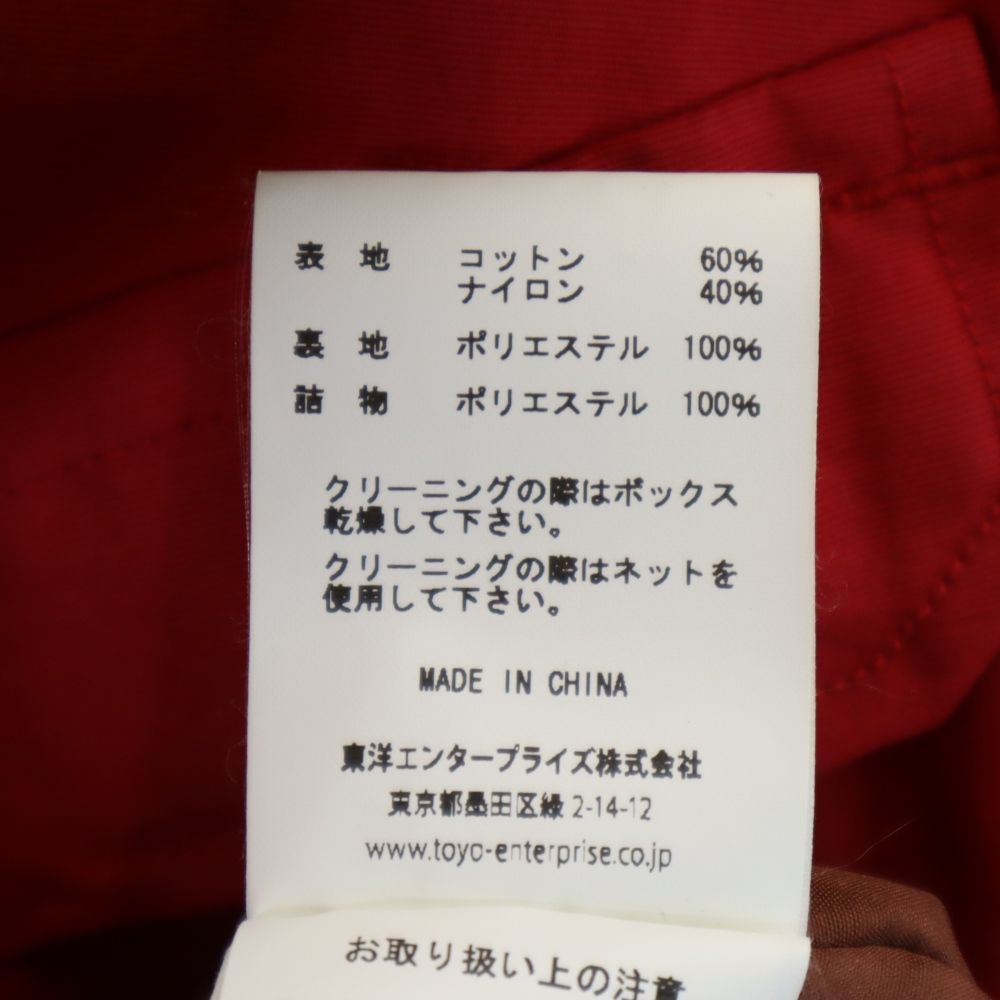 表 地 コットン 60%
ナイロン 40%
裏 地 ポリエステル 100%
詰 物 ポリエステル 100%
クリーニングの際はボックス
乾燥して下さい。
クリーニングの際はネットを
使用して下さい。
MADE IN CHINA
東洋エンタープライズ株式会社
東京都墨田区緑 2-14-12
www.toyo-enterprise.co.jp
お取り扱い上の注意